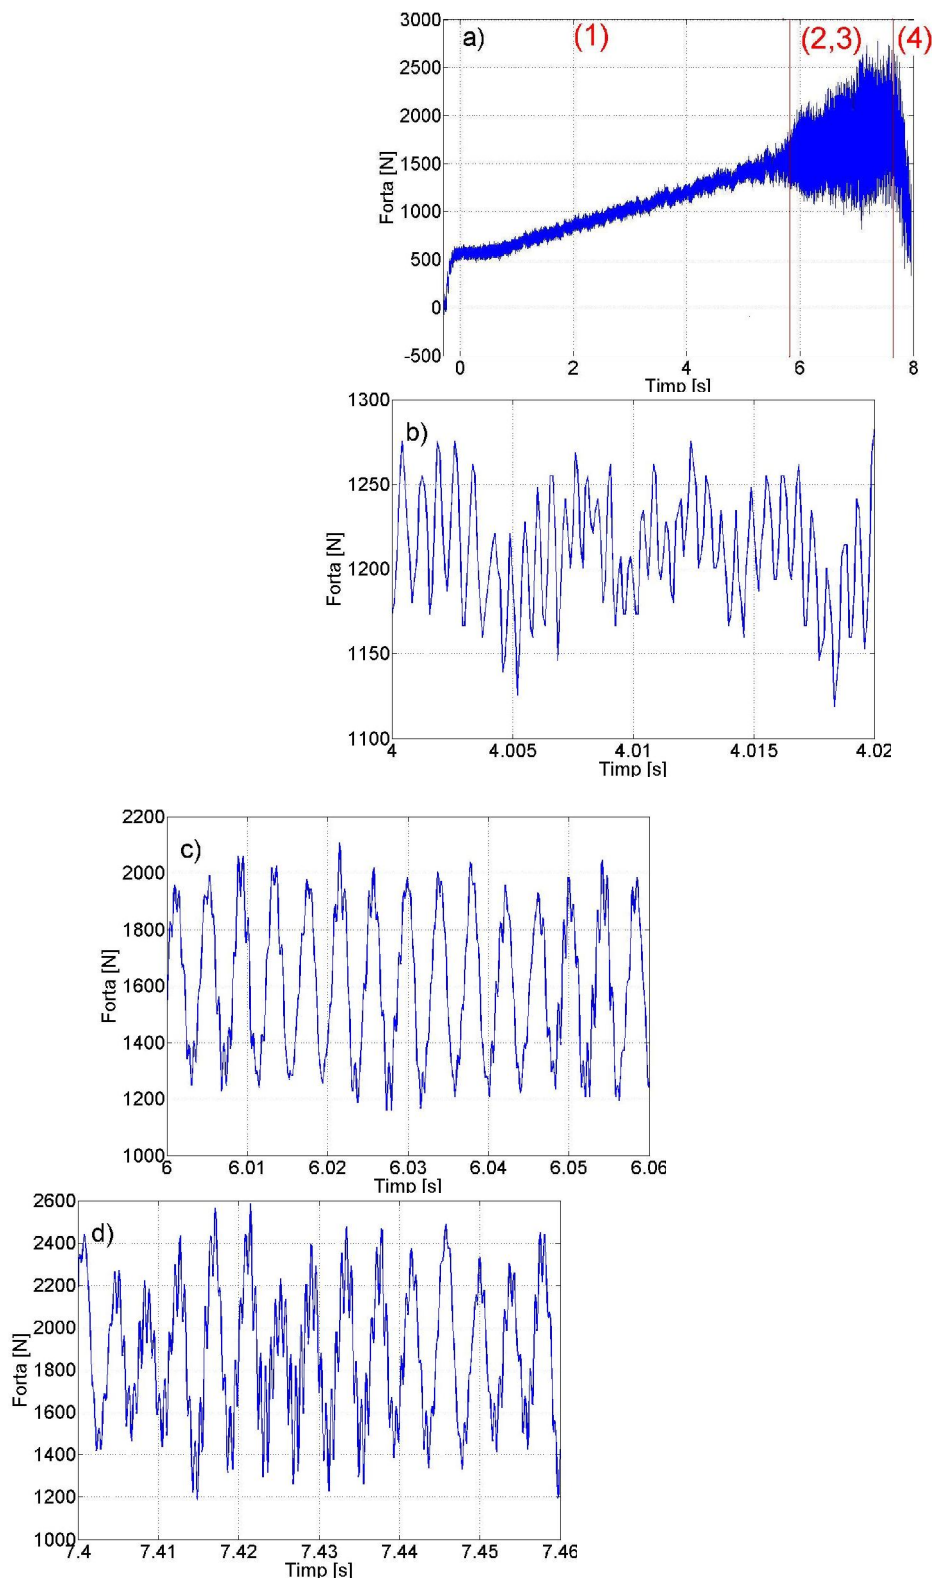 a) (1) (2,3) (4)
3000
2500
2000
1500
1000
500
0
-500
Forta [N]
0 2 4 6 8
Timp [s]
b)
1300
1250
1200
1150
1100
Forta [N]
4 4.005 4.01 4.015 4.02
Timp [s]
c)
2200
2000
1800
1600
1400
1200
1000
Forta [N]
6 6.01 6.02 6.03 6.04 6.05 6.06
Timp [s]
d)
2600
2400
2200
2000
1800
1600
1400
1200
1000
Forta [N]
7.4 7.41 7.42 7.43 7.44 7.45 7.46
Timp [s]